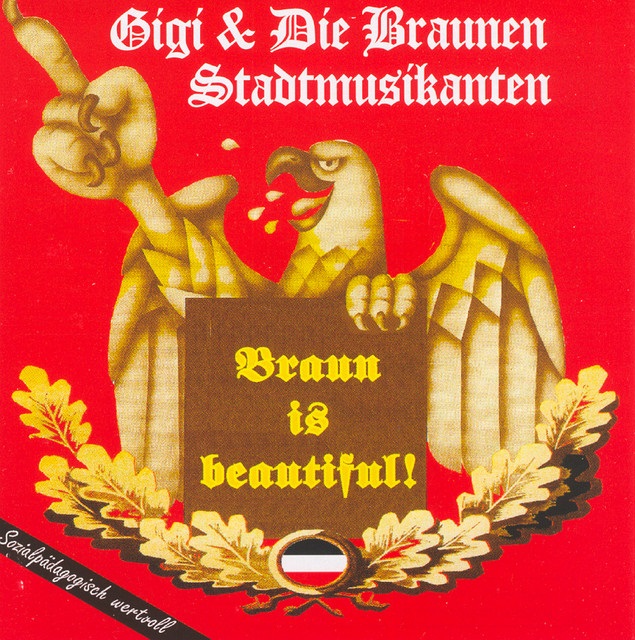 Gigi & Die Braunen
Stadtmusikanten
Braun
is
beautiful!
Sozialpädagogisch wertvoll